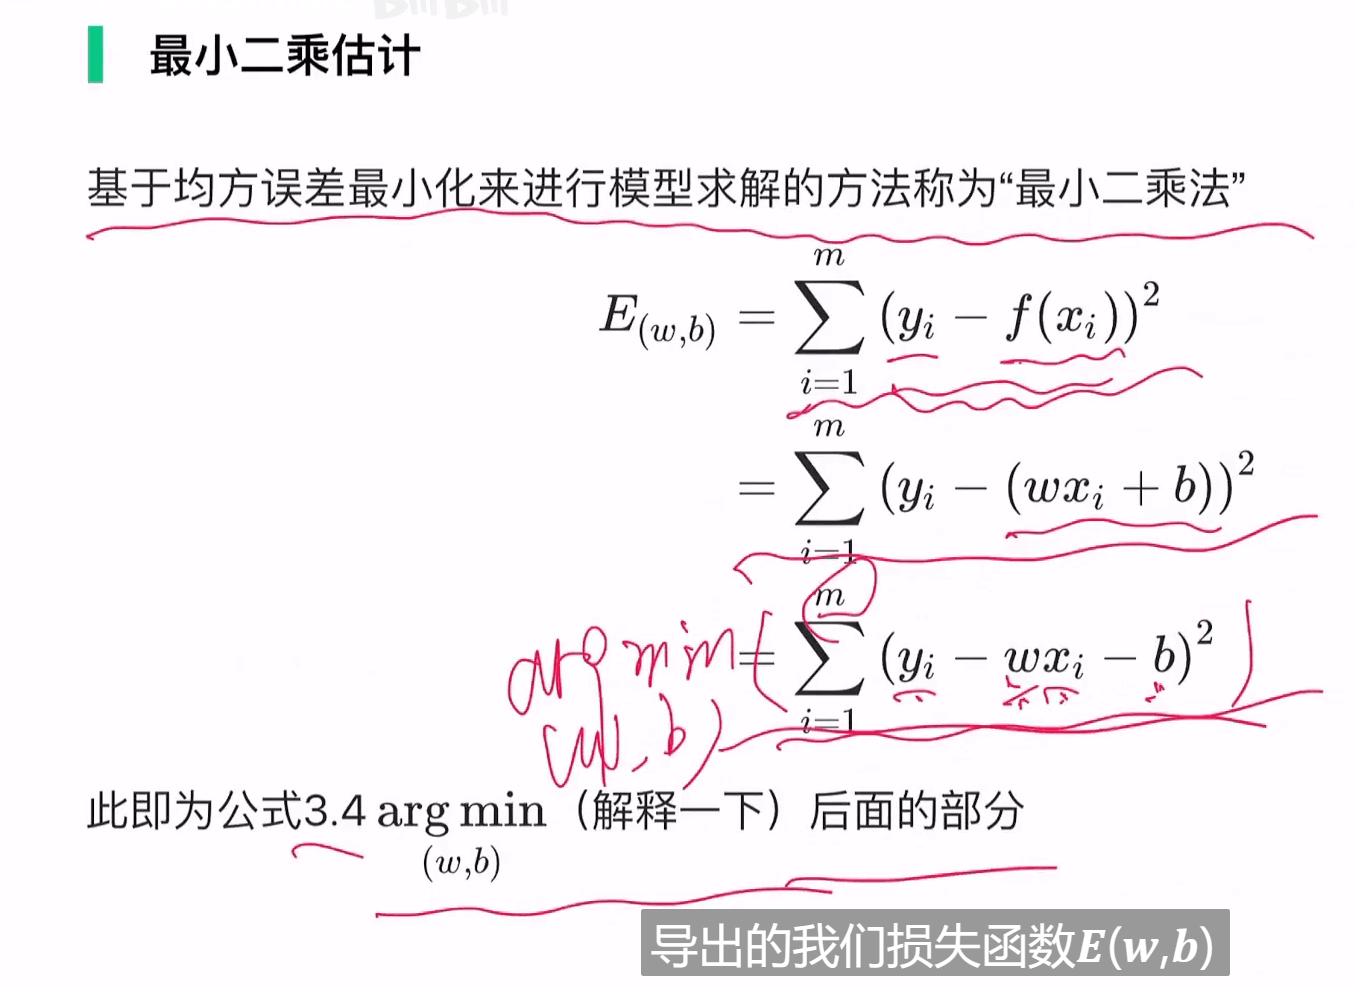 BiliBili
最小二乘估计
基于均方误差最小化来进行模型求解的方法称为“最小二乘法”
E_{(w,b)} = \sum_{i=1}^{m} (y_i - f(x_i))^2
= \sum_{i=1}^{m} (y_i - (wx_i + b))^2
arg min = \sum_{i=1}^{m} (y_i - wx_i - b)^2
(w, b)
此即为公式3.4 arg min（解释一下）后面的部分
(w,b)
导出的我们损失函数E(w,b)